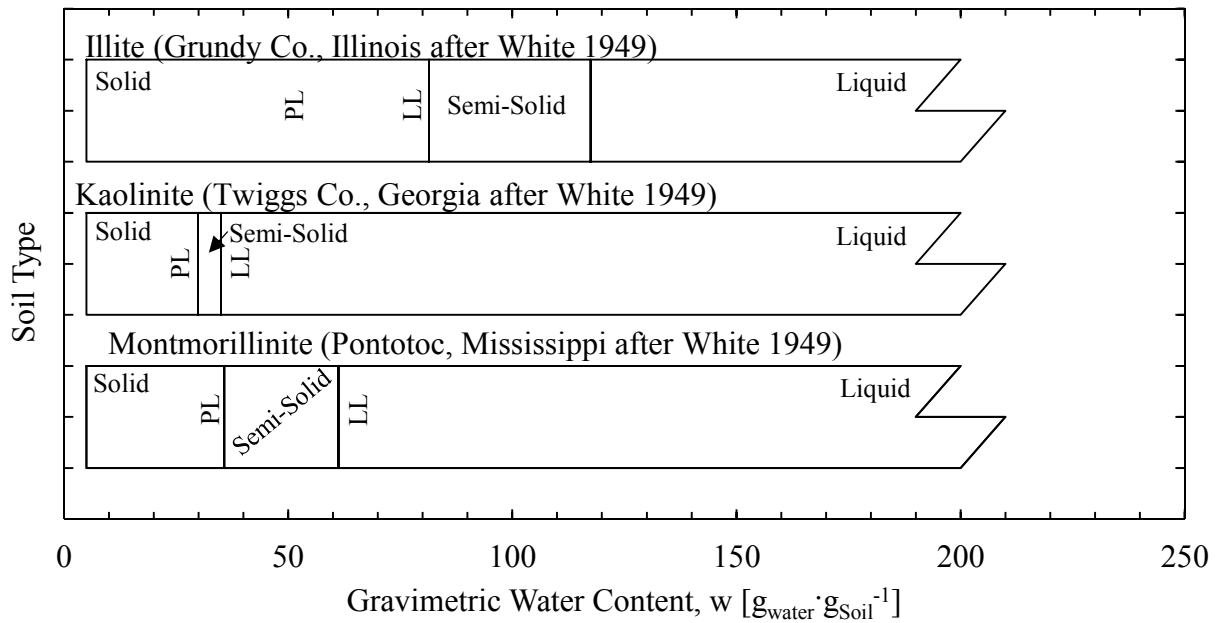 Illite (Grundy Co., Illinois after White 1949)
Solid
PL
LL
Semi-Solid
Liquid
Kaolinite (Twiggs Co., Georgia after White 1949)
Solid
PL
Semi-Solid
LL
Liquid
Montmorillinite (Pontotoc, Mississippi after White 1949)
Solid
PL
Semi-Solid
LL
Liquid
Soil Type
0 50 100 150 200 250
Gravimetric Water Content, w [g_water·g_Soil^-1]